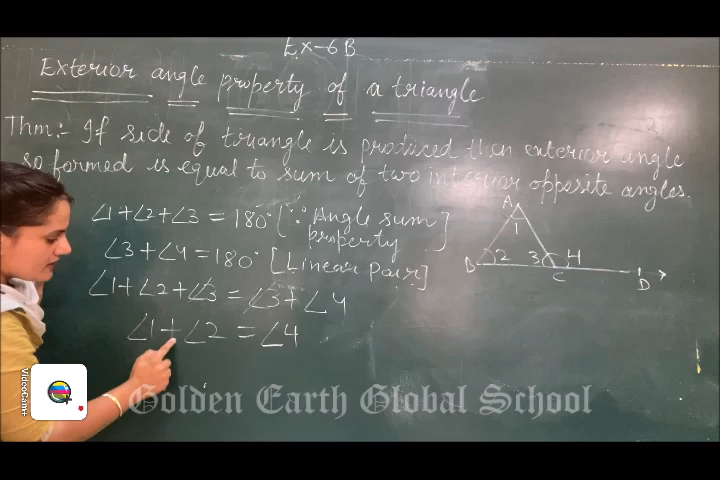 Ex-6B
Exterior angle property of a triangle
Thm:- If side of triangle is produced then exterior angle
so formed is equal to sum of two interior opposite angles.
∠1+∠2+∠3 = 180° [∵ Angle sum property]
∠3+∠4 = 180° [Linear Pair]
∠1+∠2+∠3 = ∠3+∠4
∠1+∠2 = ∠4
A
1
B 2 3 4
C
D
VideoCam+
Golden Earth Global School